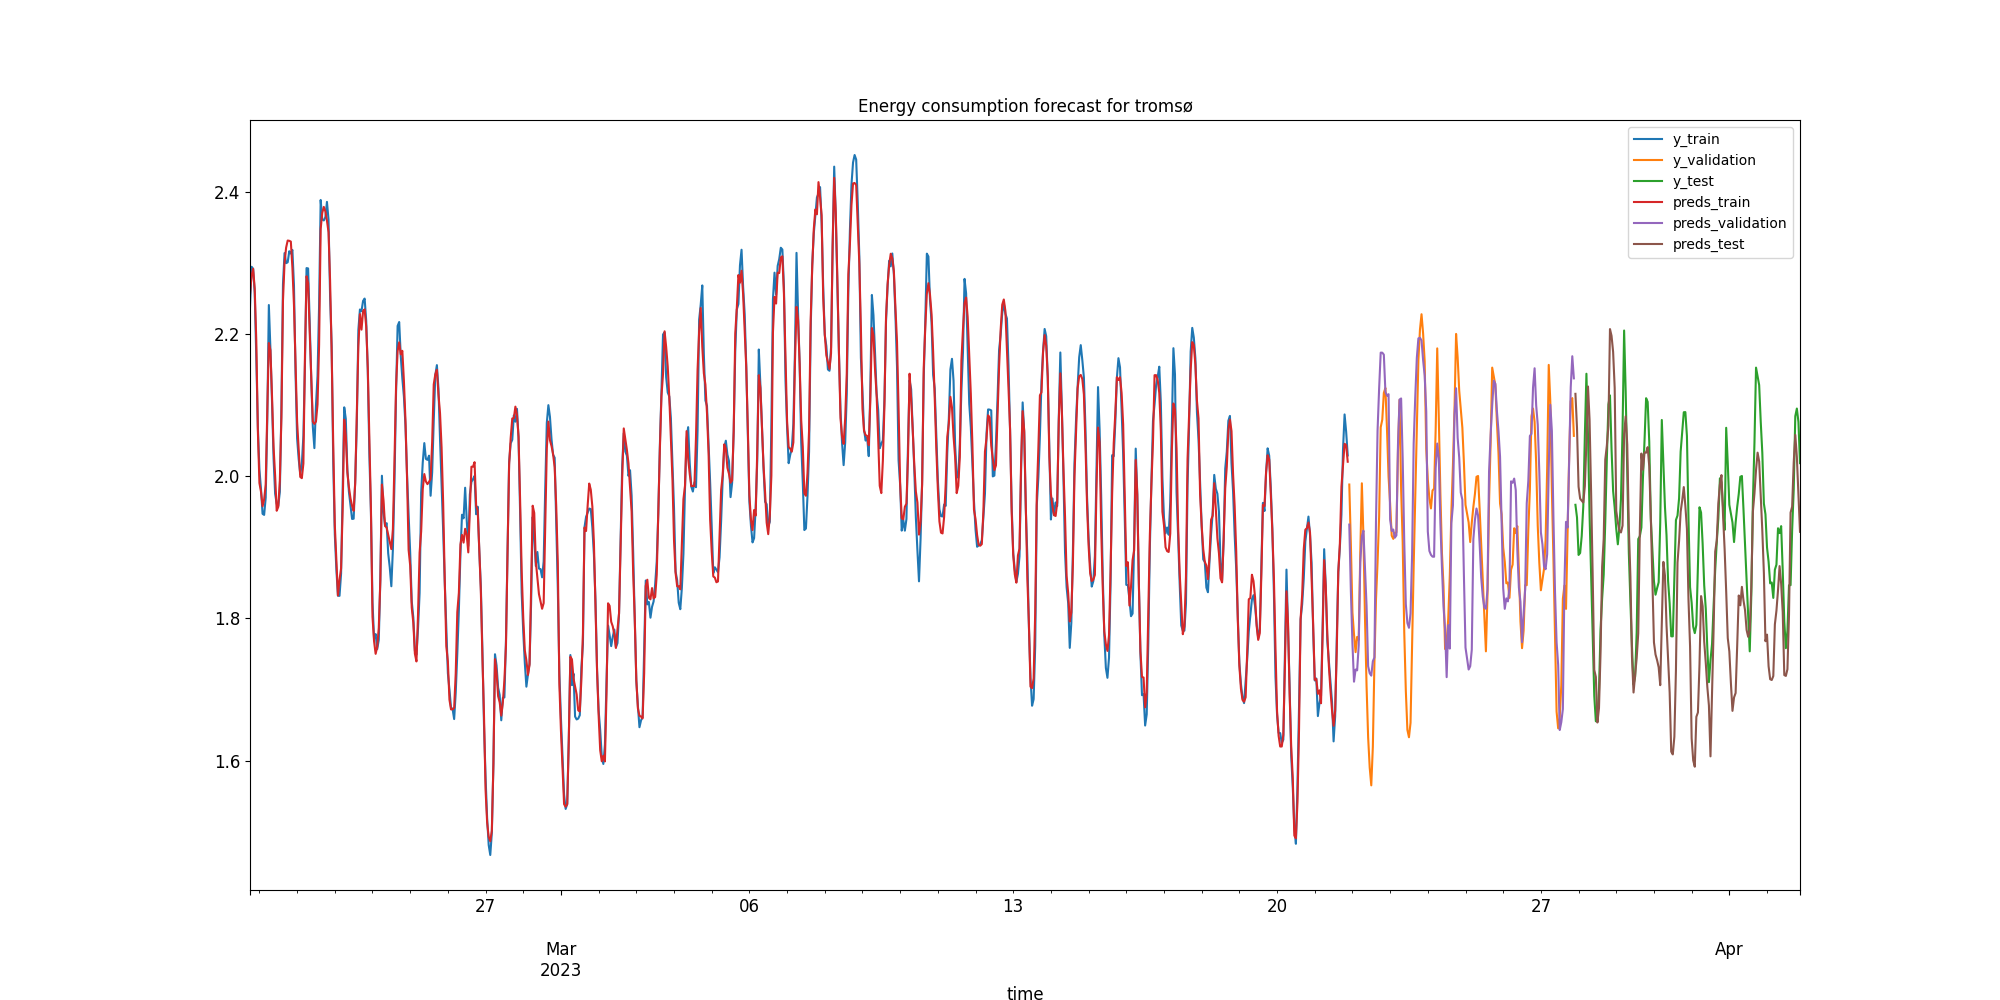 Energy consumption forecast for tromsø
y_train
y_validation
y_test
preds_train
preds_validation
preds_test
2.4
2.2
2.0
1.8
1.6
27 06 13 20 27
Mar Apr
2023
time